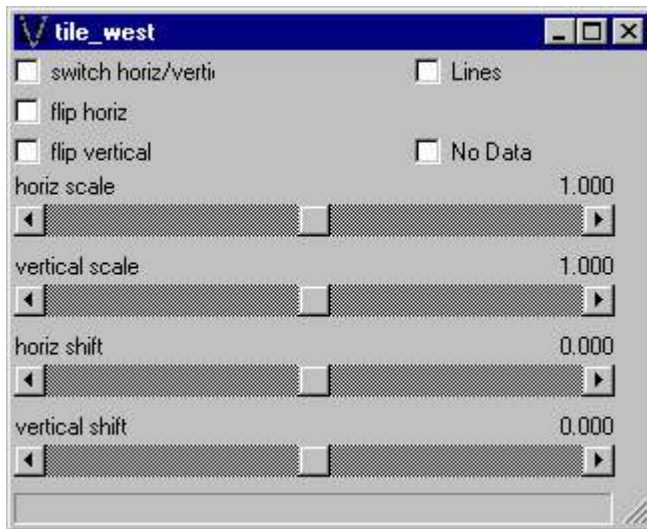 tile_west
switch horiz/verti
Lines
flip horiz
flip vertical
No Data
horiz scale
1.000
vertical scale
1.000
horiz shift
0.000
vertical shift
0.000